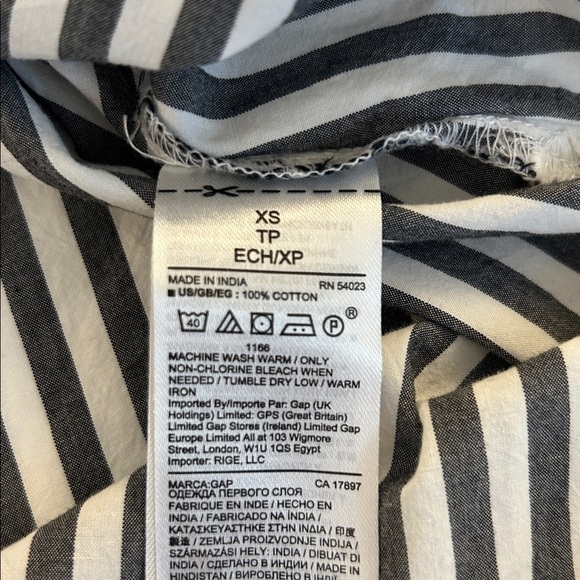 XS
TP
ECH/XP
MADE IN INDIA RN 54023
■ US/GB/EG : 100% COTTON
40 P ®
1166
MACHINE WASH WARM / ONLY
NON-CHLORINE BLEACH WHEN
NEEDED / TUMBLE DRY LOW / WARM
IRON
Imported By/Importe Par: Gap (UK
Holdings) Limited: GPS (Great Britain)
Limited Gap Stores (Ireland) Limited Gap
Europe Limited All at 103 Wigmore
Street, London, W1U 1QS Egypt
Importer: RIGE, LLC
MARCA:GAP CA 17897
ОДЕЖДА ПЕРВОГО СЛОЯ
FABRIQUÉ EN INDE / HECHO EN
INDIA / FABRICADO NA ÍNDIA /
ΚΑΤΑΣΚΕΥΑΣΤΗΚΕ ΣΤΗΝ ΙΝΔΙΑ / 印度
製造 / ZEMLJA PROIZVODNJE INDIJA /
SZÁRMAZÁSI HELY: INDIA / DIBUAT DI
INDIA / СДЕЛАНО В ИНДИИ / MADE IN
HINDISTAN / ВИРОБЛЕНО В ІНДІЇ